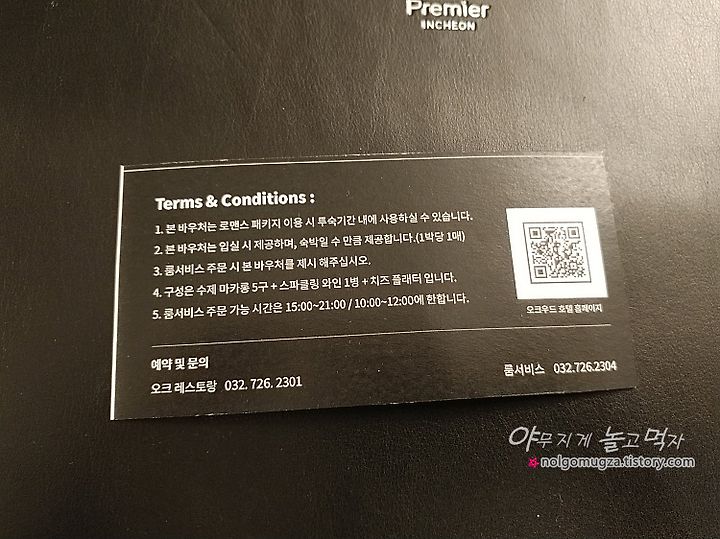 Premier
INCHEON
Terms & Conditions :
1. 본 바우처는 로맨스 패키지 이용 시 투숙기간 내에 사용하실 수 있습니다.
2. 본 바우처는 입실 시 제공하며, 숙박일 수 만큼 제공합니다.(1박당 1매)
3. 룸서비스 주문 시 본 바우처를 제시 해주십시오.
4. 구성은 수제 마카롱 5구 + 스파클링 와인 1병 + 치즈 플래터 입니다.
5. 룸서비스 주문 가능 시간은 15:00~21:00 / 10:00~12:00에 한합니다.
오크우드 호텔 홈페이지
예약 및 문의
오크 레스토랑 032. 726. 2301
룸서비스 032.726.2304
야무지게 놀고먹자
nolgomugza.tistory.com